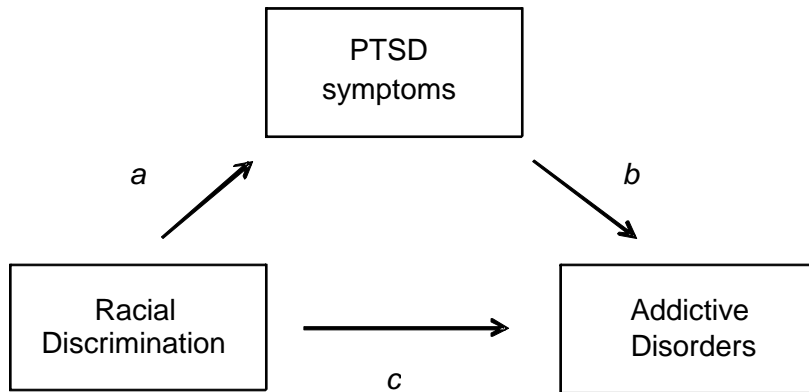 PTSD
symptoms
a
b
Racial
Discrimination
Addictive
Disorders
c